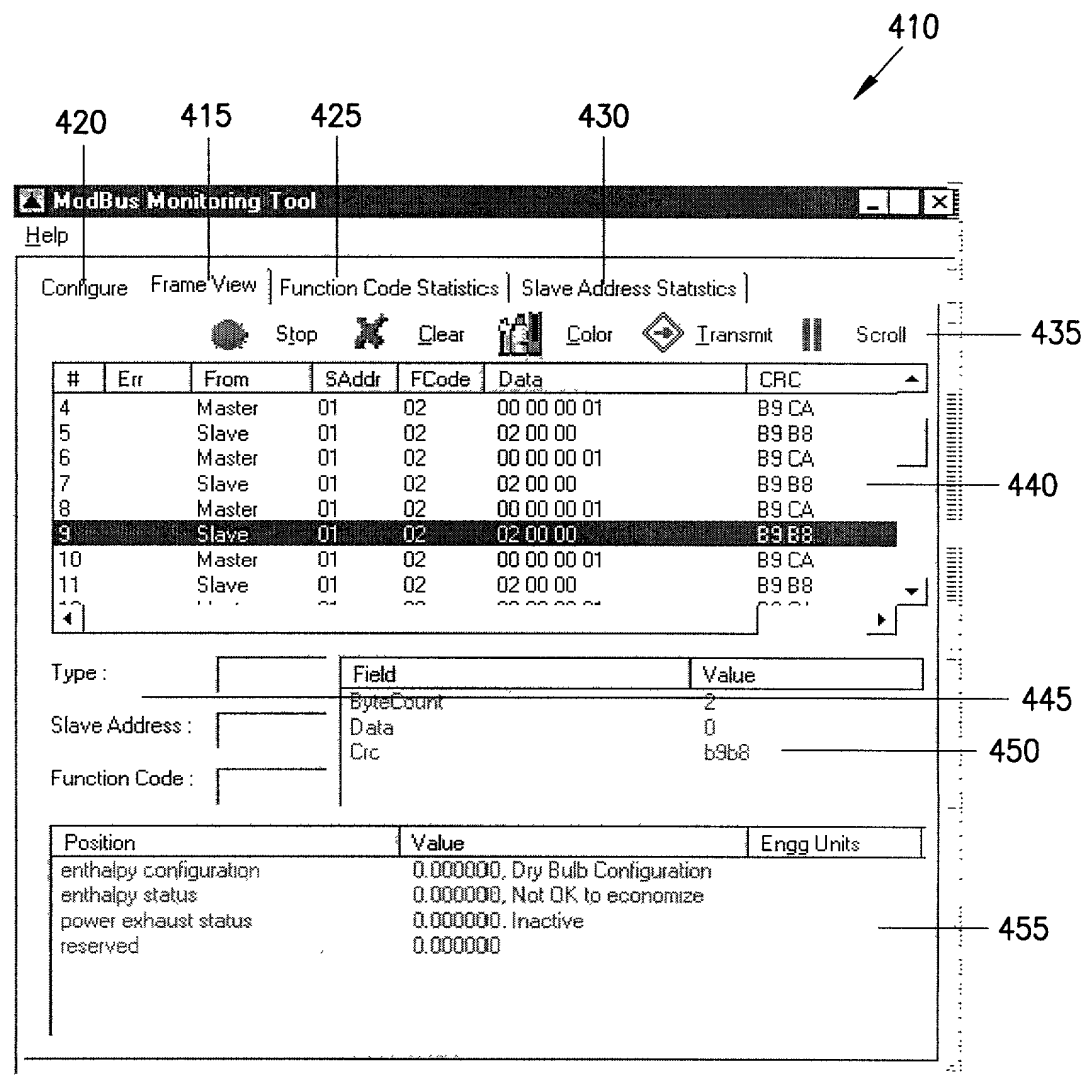 410
420 415 425 430
ModBus Monitoring Tool
Help
Configure Frame View Function Code Statistics Slave Address Statistics
Stop Clear Color Transmit Scroll 435
# Err From SAddr FCode Data CRC
4 Master 01 02 00 00 00 01 B9 CA
5 Slave 01 02 02 00 00 B9 B8
6 Master 01 02 00 00 00 01 B9 CA
7 Slave 01 02 02 00 00 B9 B8 440
8 Master 01 02 00 00 00 01 B9 CA
9 Slave 01 02 02 00 00 B9 B8
10 Master 01 02 00 00 00 01 B9 CA
11 Slave 01 02 02 00 00 B9 B8
Type : Field Value
ByteCount 2 445
Slave Address : Data 0
Crc b9b8 450
Function Code :
Position Value Engg Units
enthalpy configuration 0.000000, Dry Bulb Configuration
enthalpy status 0.000000, Not OK to economize
power exhaust status 0.000000. Inactive 455
reserved 0.000000